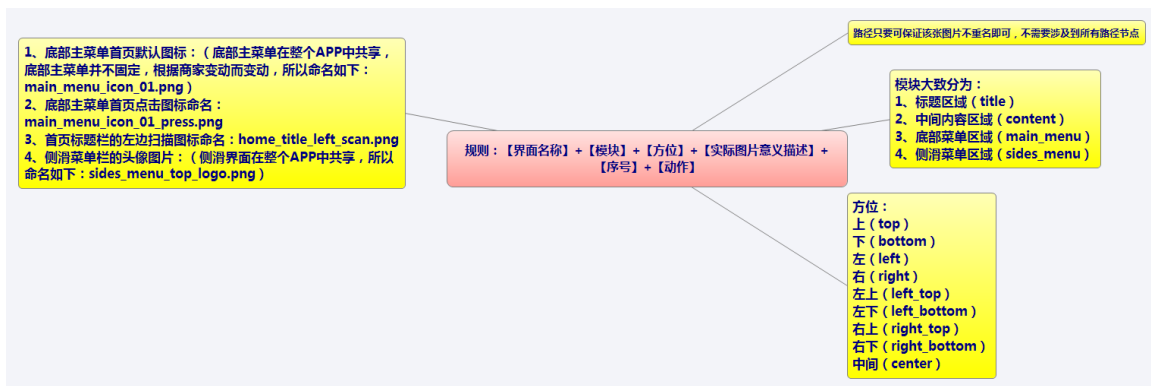 1、底部主菜单首页默认图标：（底部主菜单在整个APP中共享，
底部主菜单并不固定，根据商家变动而变动，所以命名如下：
main_menu_icon_01.png）
2、底部主菜单首页点击图标命名：
main_menu_icon_01_press.png
3、首页标题栏的左边扫描图标命名：home_title_left_scan.png
4、侧滑菜单栏的头像图片：（侧滑界面在整个APP中共享，所以
命名如下：sides_menu_top_logo.png）
规则：【界面名称】+【模块】+【方位】+【实际图片意义描述】+
【序号】+【动作】
路径只要可保证该张图片不重名即可，不需要涉及到所有路径节点
模块大致分为：
1、标题区域（title）
2、中间内容区域（content）
3、底部菜单区域（main_menu）
4、侧滑菜单区域（sides_menu）
方位：
上（top）
下（bottom）
左（left）
右（right）
左上（left_top）
左下（left_bottom）
右上（right_top）
右下（right_bottom）
中间（center）